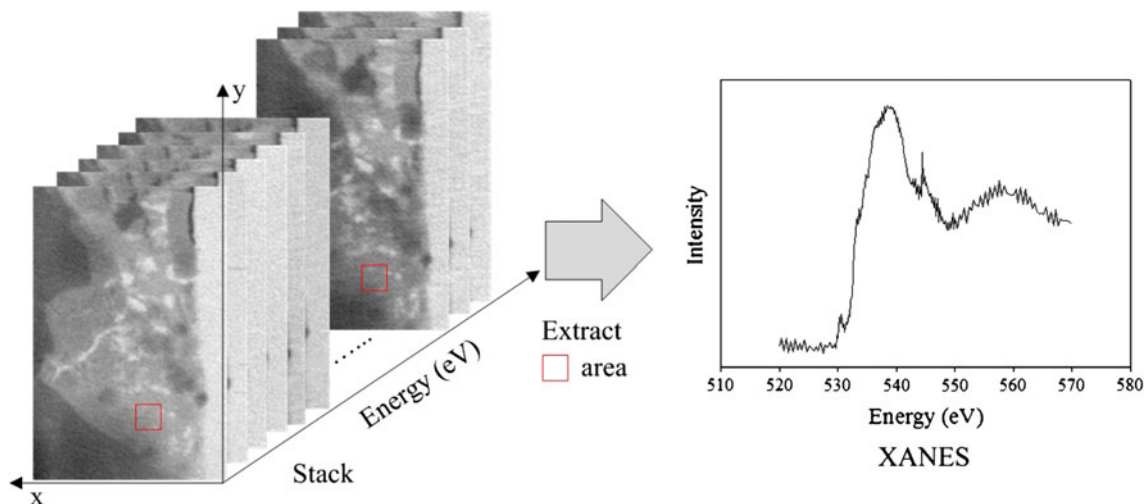 y
x
Energy (eV)
......
Stack
Extract
area
Intensity
510 520 530 540 550 560 570 580
Energy (eV)
XANES